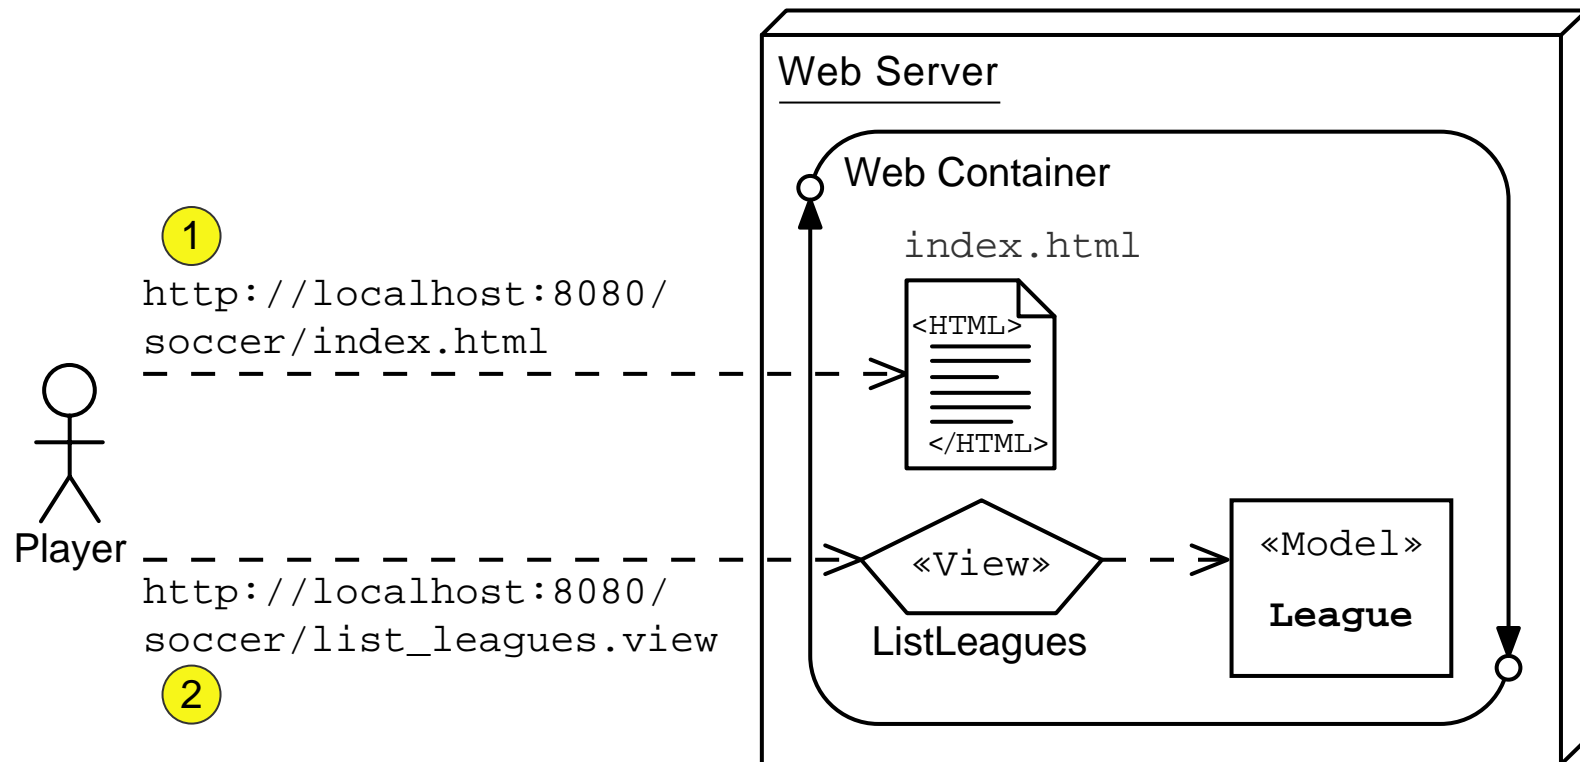 Web Server
Web Container
1
index.html
http://localhost:8080/
soccer/index.html
<HTML>
</HTML>
Player
«View»
«Model»
League
http://localhost:8080/
soccer/list_leagues.view
ListLeagues
2